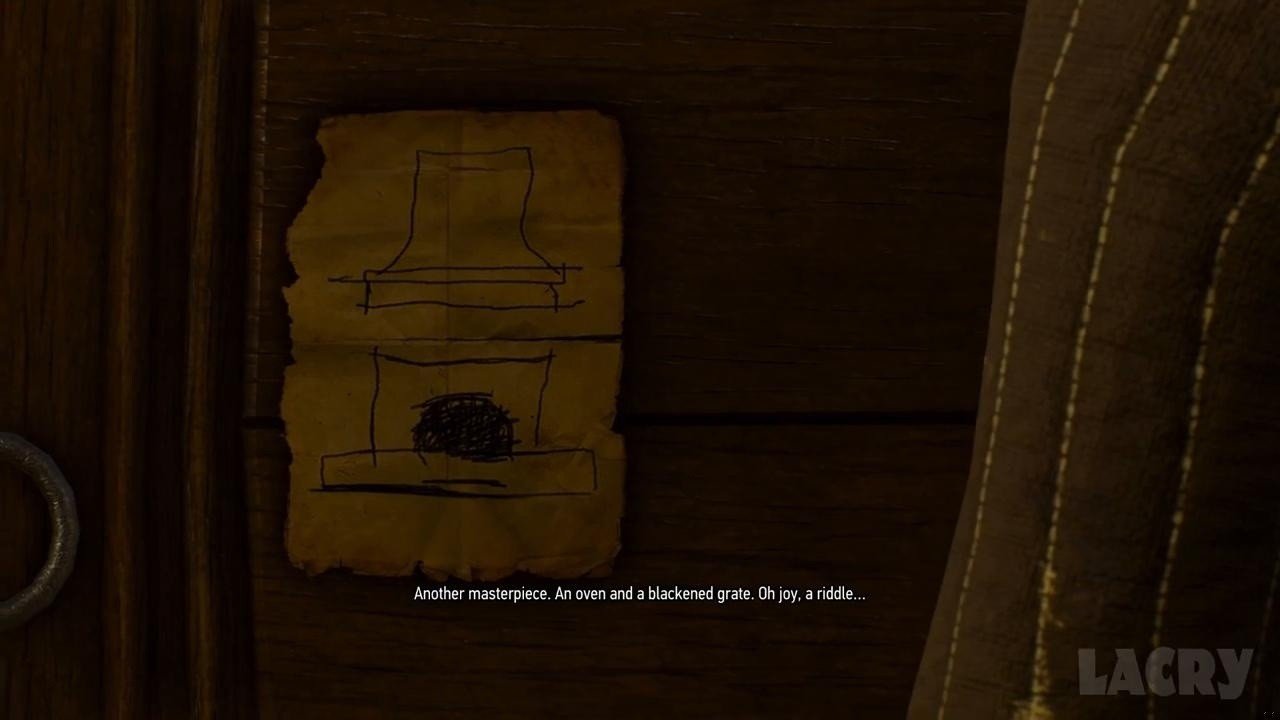 Another masterpiece. An oven and a blackened grate. Oh joy, a riddle...
LACRY